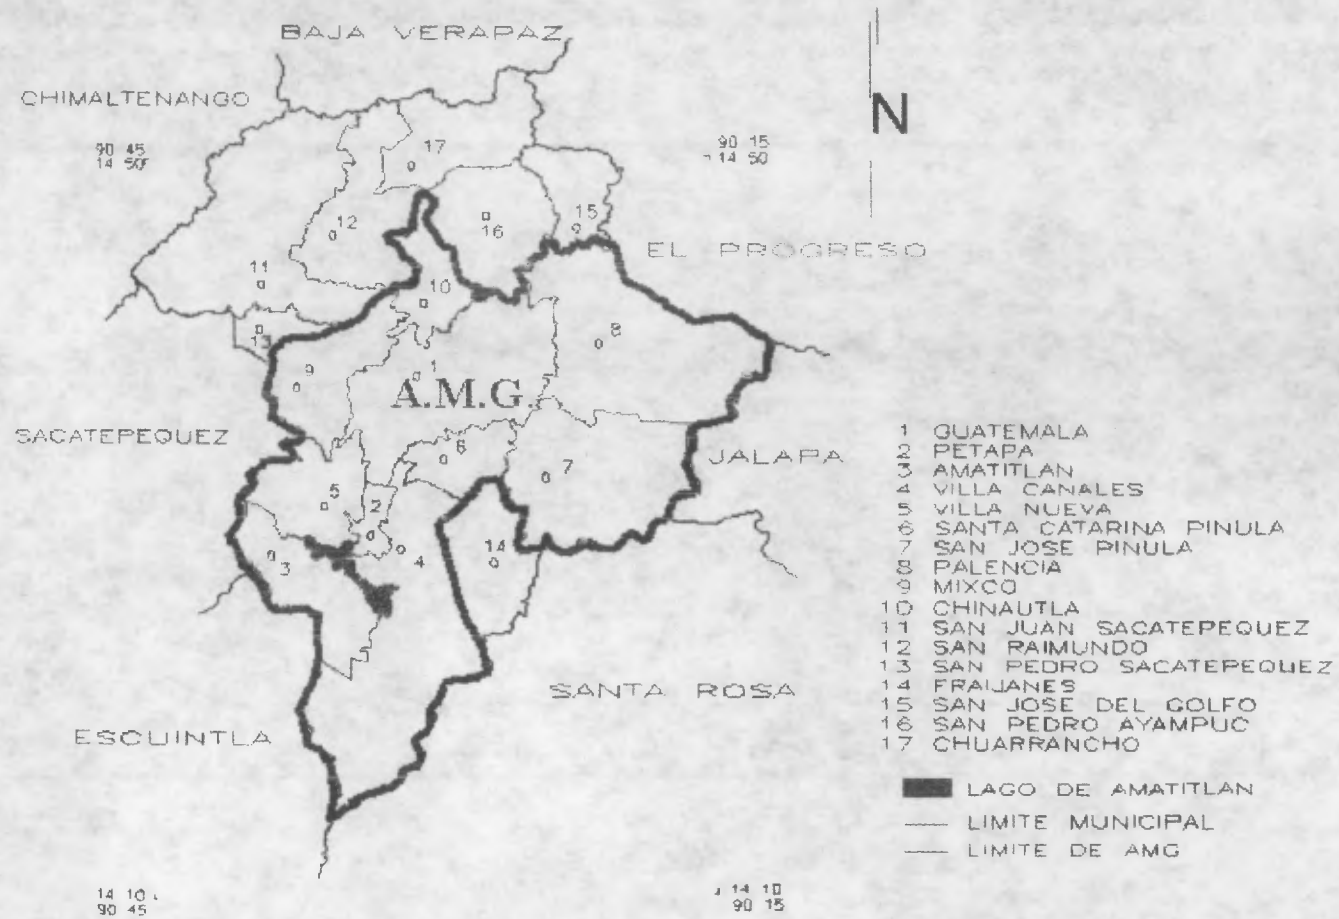 BAJA VERAPAZ
CHIMALTENANGO
N
90 45
14 50
90 15
14 50
17
12
16
15
EL PROGRESO
11
10
13
8
9
1
A.M.G.
SACATEPEQUEZ
6
7
JALAPA
5
2
3
4
14
SANTA ROSA
ESCUINTLA
1 GUATEMALA
2 PETAPA
3 AMATITLAN
4 VILLA CANALES
5 VILLA NUEVA
6 SANTA CATARINA PINULA
7 SAN JOSE PINULA
8 PALENCIA
9 MIXCO
10 CHINAUTLA
11 SAN JUAN SACATEPEQUEZ
12 SAN RAIMUNDO
13 SAN PEDRO SACATEPEQUEZ
14 FRAIJANES
15 SAN JOSE DEL GOLFO
16 SAN PEDRO AYAMPUC
17 CHUARRANCHO
LAGO DE AMATITLAN
LIMITE MUNICIPAL
LIMITE DE AMG
14 10
90 45
14 10
90 15